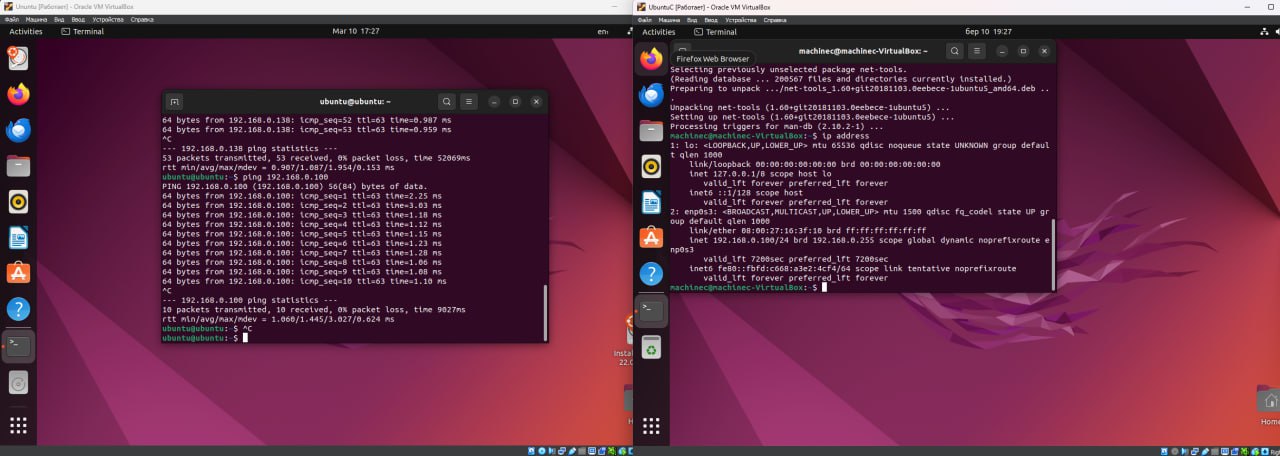 Ununtu [Работает] - Oracle VM VirtualBox
Файл Машина Вид Ввод Устройства Справка
Activities Terminal Mar 10 17:27 en
ubuntu@ubuntu: ~
64 bytes from 192.168.0.138: icmp_seq=52 ttl=63 time=0.987 ms
64 bytes from 192.168.0.138: icmp_seq=53 ttl=63 time=0.959 ms
^C
--- 192.168.0.138 ping statistics ---
53 packets transmitted, 53 received, 0% packet loss, time 52069ms
rtt min/avg/max/mdev = 0.907/1.087/1.954/0.153 ms
ubuntu@ubuntu:~$ ping 192.168.0.100
PING 192.168.0.100 (192.168.0.100) 56(84) bytes of data.
64 bytes from 192.168.0.100: icmp_seq=1 ttl=63 time=2.25 ms
64 bytes from 192.168.0.100: icmp_seq=2 ttl=63 time=3.03 ms
64 bytes from 192.168.0.100: icmp_seq=3 ttl=63 time=1.18 ms
64 bytes from 192.168.0.100: icmp_seq=4 ttl=63 time=1.12 ms
64 bytes from 192.168.0.100: icmp_seq=5 ttl=63 time=1.15 ms
64 bytes from 192.168.0.100: icmp_seq=6 ttl=63 time=1.23 ms
64 bytes from 192.168.0.100: icmp_seq=7 ttl=63 time=1.28 ms
64 bytes from 192.168.0.100: icmp_seq=8 ttl=63 time=1.06 ms
64 bytes from 192.168.0.100: icmp_seq=9 ttl=63 time=1.08 ms
64 bytes from 192.168.0.100: icmp_seq=10 ttl=63 time=1.10 ms
^C
--- 192.168.0.100 ping statistics ---
10 packets transmitted, 10 received, 0% packet loss, time 9027ms
rtt min/avg/max/mdev = 1.060/1.445/3.027/0.624 ms
ubuntu@ubuntu:~$ ^C
ubuntu@ubuntu:~$
Instal
22.0
H
UbuntuC [Работает] - Oracle VM VirtualBox
Файл Машина Вид Ввод Устройства Справка
Activities Terminal бер 10 19:27
machinec@machinec-VirtualBox: ~
Firefox Web Browser
Selecting previously unselected package net-tools.
(Reading database ... 200567 files and directories currently installed.)
Preparing to unpack .../net-tools_1.60+git20181103.0eebece-1ubuntu5_amd64.deb ..
.
Unpacking net-tools (1.60+git20181103.0eebece-1ubuntu5) ...
Setting up net-tools (1.60+git20181103.0eebece-1ubuntu5) ...
Processing triggers for man-db (2.10.2-1) ...
machinec@machinec-VirtualBox:~$ ip address
1: lo: <LOOPBACK,UP,LOWER_UP> mtu 65536 qdisc noqueue state UNKNOWN group defaul
t qlen 1000
link/loopback 00:00:00:00:00:00 brd 00:00:00:00:00:00
inet 127.0.0.1/8 scope host lo
valid_lft forever preferred_lft forever
inet6 ::1/128 scope host
valid_lft forever preferred_lft forever
2: enp0s3: <BROADCAST,MULTICAST,UP,LOWER_UP> mtu 1500 qdisc fq_codel state UP gr
oup default qlen 1000
link/ether 08:00:27:16:3f:10 brd ff:ff:ff:ff:ff:ff
inet 192.168.0.100/24 brd 192.168.0.255 scope global dynamic noprefixroute e
np0s3
valid_lft 7200sec preferred_lft 7200sec
inet6 fe80::fbfd:c668:a3e2:4cf4/64 scope link tentative noprefixroute
valid_lft forever preferred_lft forever
machinec@machinec-VirtualBox:~$
Home
Rig